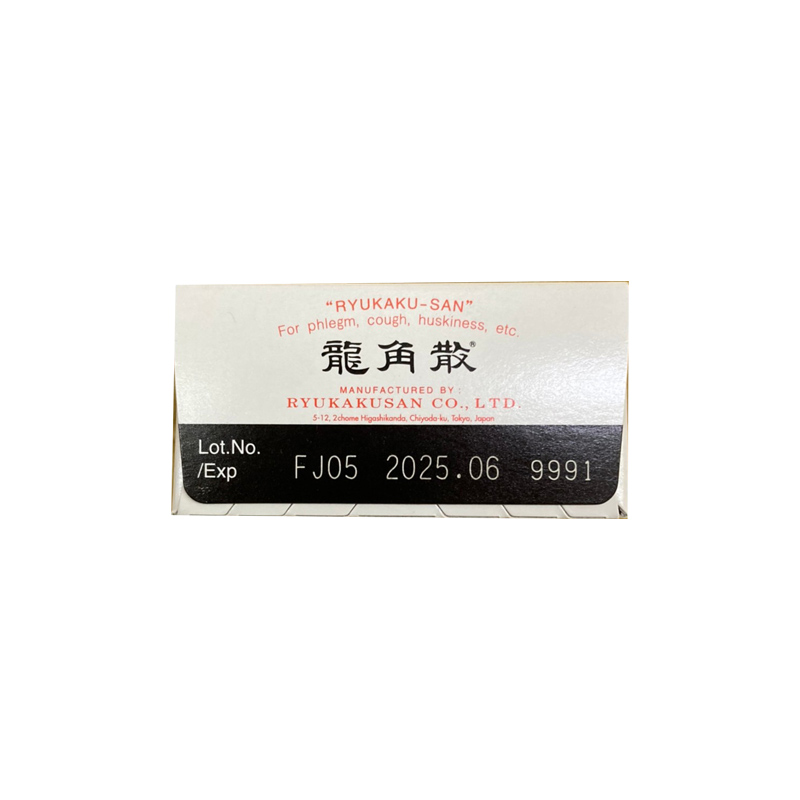 “RYUKAKU-SAN”
For phlegm, cough, huskiness, etc.
龍角散®
MANUFACTURED BY :
RYUKAKUSAN CO., LTD.
5-12, 2chome Higashikanda, Chiyoda-ku, Tokyo, Japan
Lot.No.
/Exp FJ05 2025.06 9991